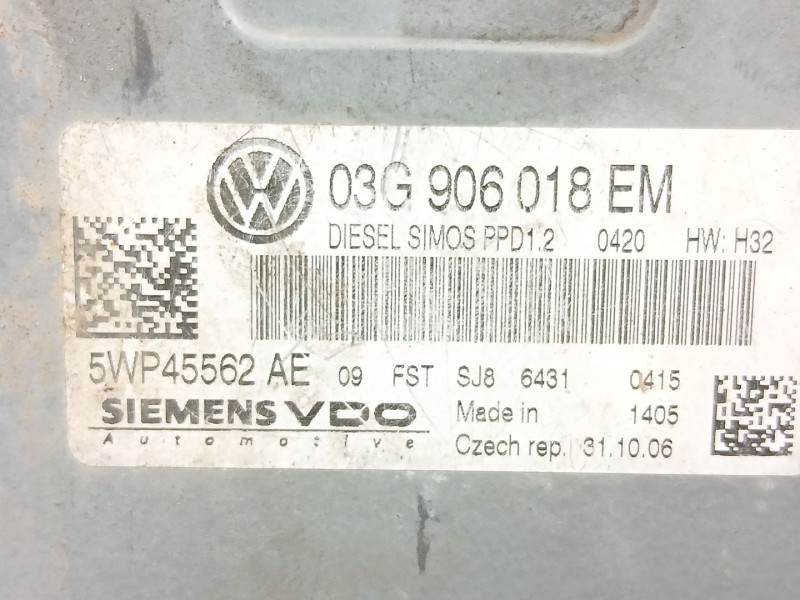 03G 906 018 EM
DIESEL SIMOS PPD1.2 0420 HW: H32
5WP45562 AE 09 FST SJ8 6431 0415
SIEMENS VDO Made in 1405
Automotive Czech rep. 31.10.06